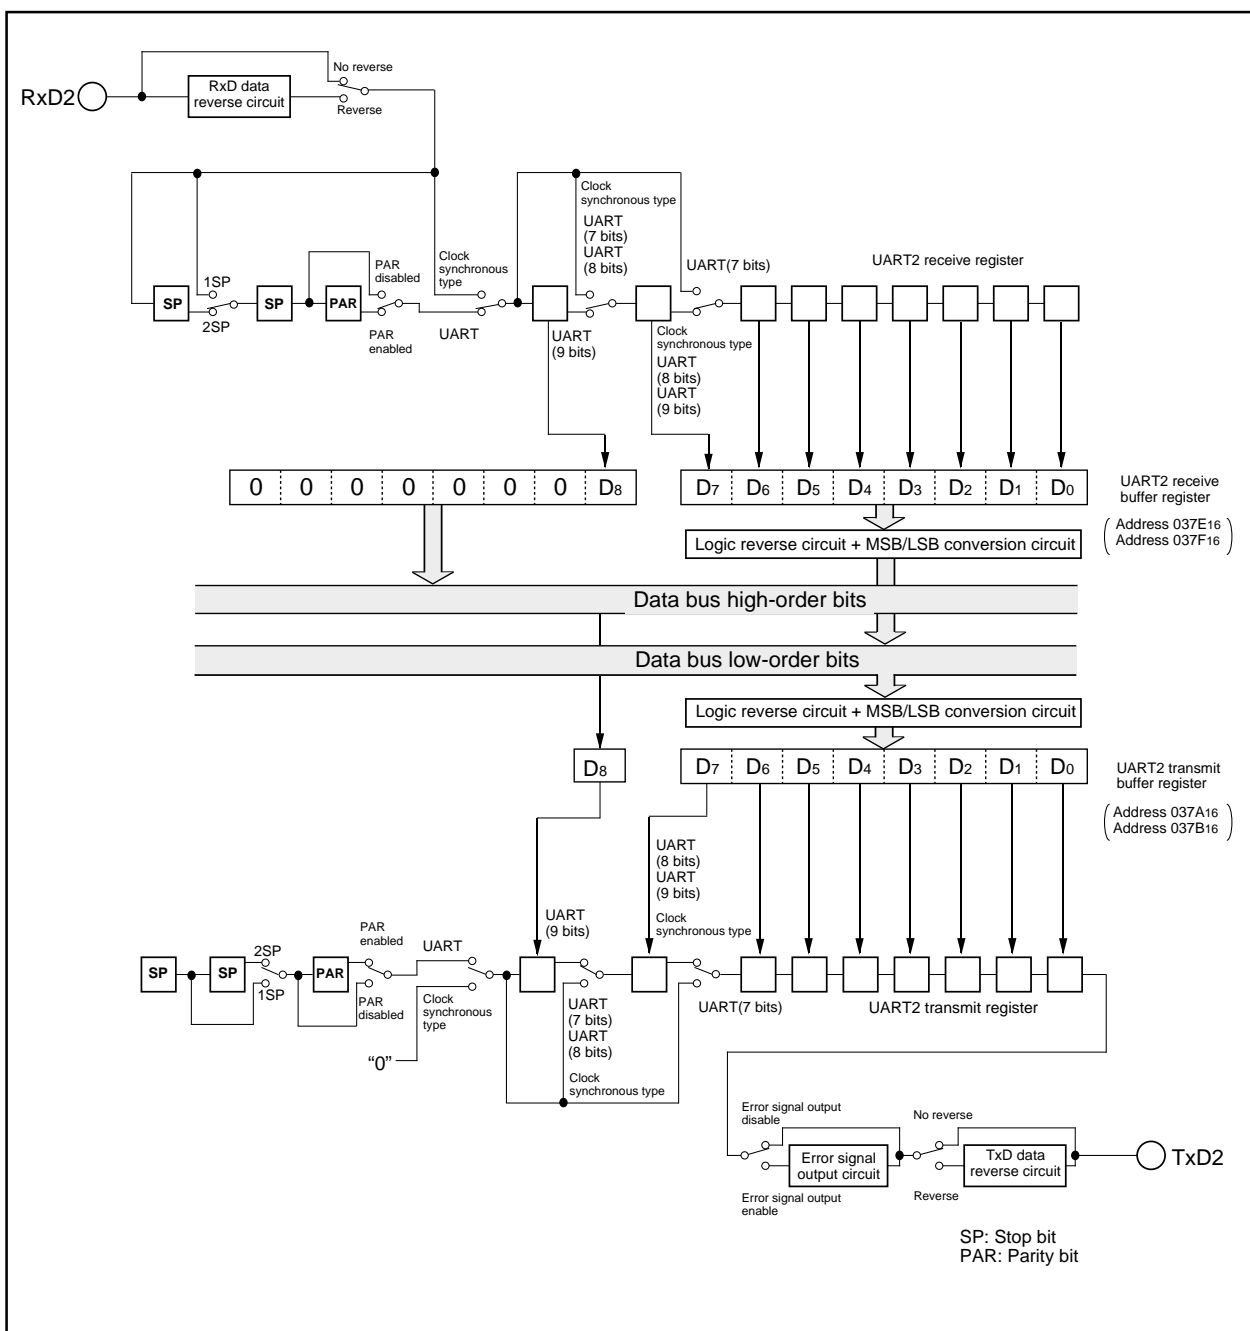 No reverse
RxD2
RxD data
reverse circuit
Reverse
Clock
synchronous type
UART
(7 bits)
UART
(8 bits)
1SP
PAR
disabled
Clock
synchronous
type
UART(7 bits)
UART2 receive register
SP
SP
PAR
2SP
PAR
enabled
UART
UART
(9 bits)
Clock
synchronous type
UART
(8 bits)
UART
(9 bits)
0 0 0 0 0 0 0 D8
D7 D6 D5 D4 D3 D2 D1 D0
UART2 receive
buffer register
Address 037E16
Address 037F16
Logic reverse circuit + MSB/LSB conversion circuit
Data bus high-order bits
Data bus low-order bits
Logic reverse circuit + MSB/LSB conversion circuit
D8
D7 D6 D5 D4 D3 D2 D1 D0
UART2 transmit
buffer register
Address 037A16
Address 037B16
UART
(8 bits)
UART
(9 bits)
Clock
synchronous type
UART
(9 bits)
PAR
enabled
UART
2SP
SP
SP
PAR
1SP
PAR
disabled
Clock
synchronous
type
"0"
UART
(7 bits)
UART
(8 bits)
Clock
synchronous type
UART(7 bits)
UART2 transmit register
Error signal output
disable
No reverse
Error signal
output circuit
TxD data
reverse circuit
TxD2
Error signal output
enable
Reverse
SP: Stop bit
PAR: Parity bit